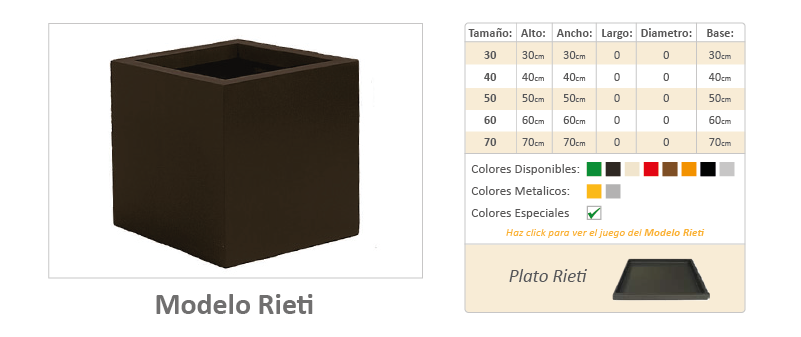 Modelo Rieti
Tamaño: Alto: Ancho: Largo: Diametro: Base:
30 30cm 30cm 0 0 30cm
40 40cm 40cm 0 0 40cm
50 50cm 50cm 0 0 50cm
60 60cm 60cm 0 0 60cm
70 70cm 70cm 0 0 70cm
Colores Disponibles:
Colores Metalicos:
Colores Especiales
Haz click para ver el juego del Modelo Rieti
Plato Rieti